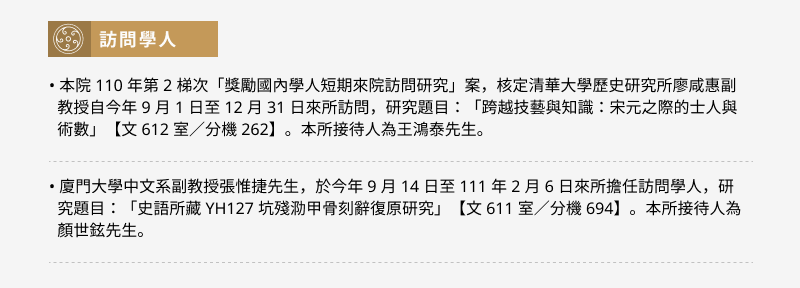 訪問學人
• 本院 110 年第 2 梯次「獎勵國內學人短期來院訪問研究」案，核定清華大學歷史研究所廖咸惠副
教授自今年 9 月 1 日至 12 月 31 日來所訪問，研究題目：「跨越技藝與知識：宋元之際的士人與
術數」【文 612 室／分機 262】。本所接待人為王鴻泰先生。
• 廈門大學中文系副教授張惟捷先生，於今年 9 月 14 日至 111 年 2 月 6 日來所擔任訪問學人，研
究題目：「史語所藏 YH127 坑殘泐甲骨刻辭復原研究」【文 611 室／分機 694】。本所接待人為
顏世鉉先生。